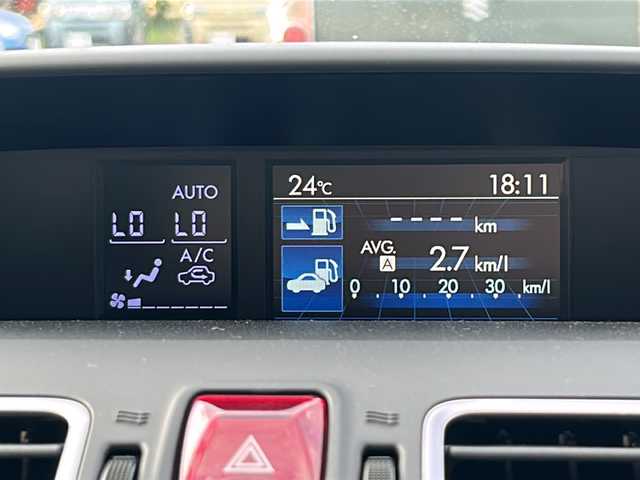 AUTO
LO LO
A/C
24°C 18:11
---- km
AVG.
A 2.7 km/l
0 10 20 30 km/l